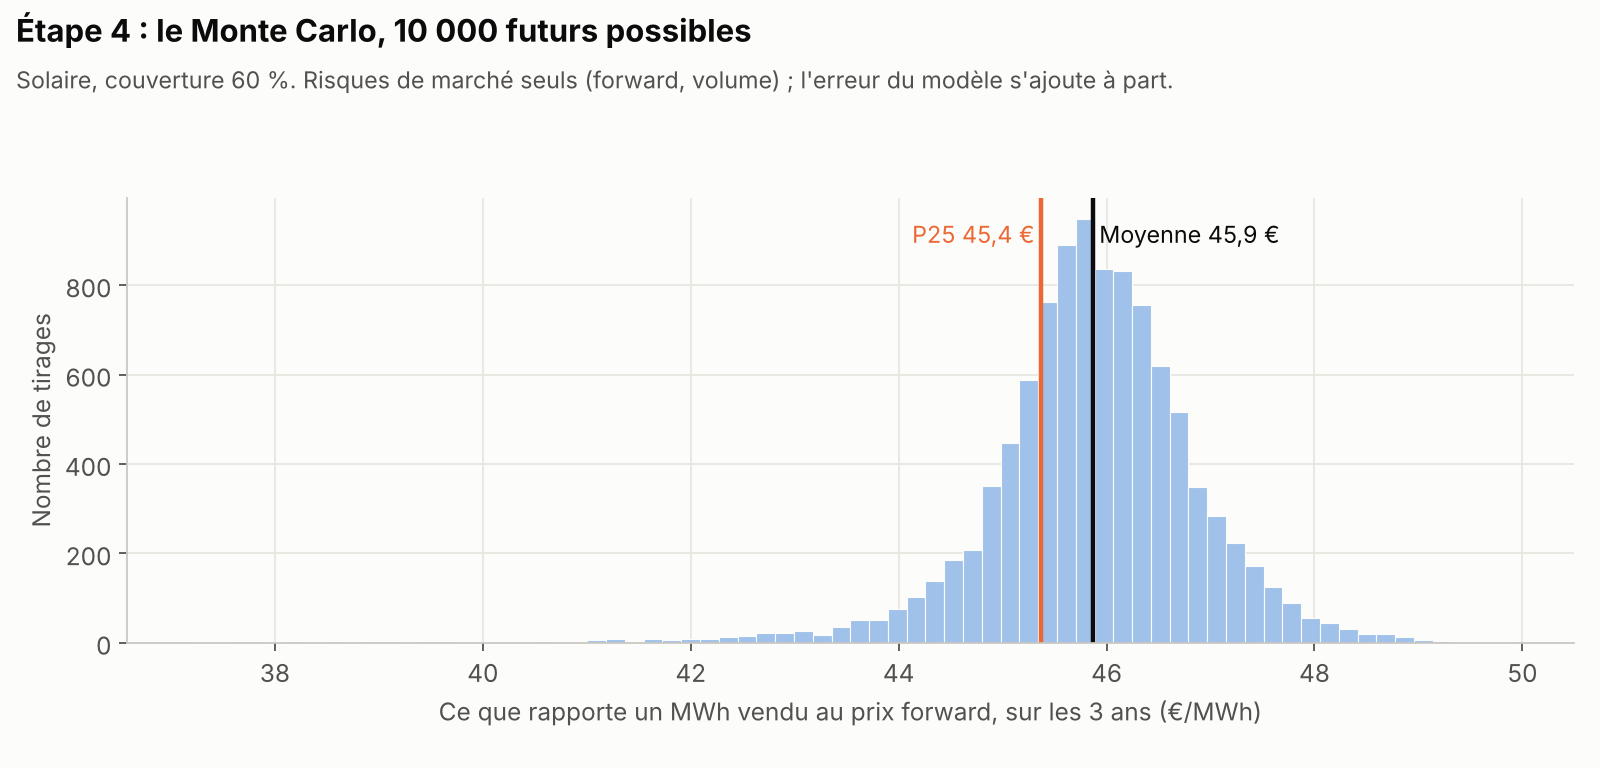 Étape 4 : le Monte Carlo, 10 000 futurs possibles
Solaire, couverture 60 %. Risques de marché seuls (forward, volume) ; l'erreur du modèle s'ajoute à part.
P25 45,4 €
Moyenne 45,9 €
Nombre de tirages
800
600
400
200
0
38 40 42 44 46 48 50
Ce que rapporte un MWh vendu au prix forward, sur les 3 ans (€/MWh)